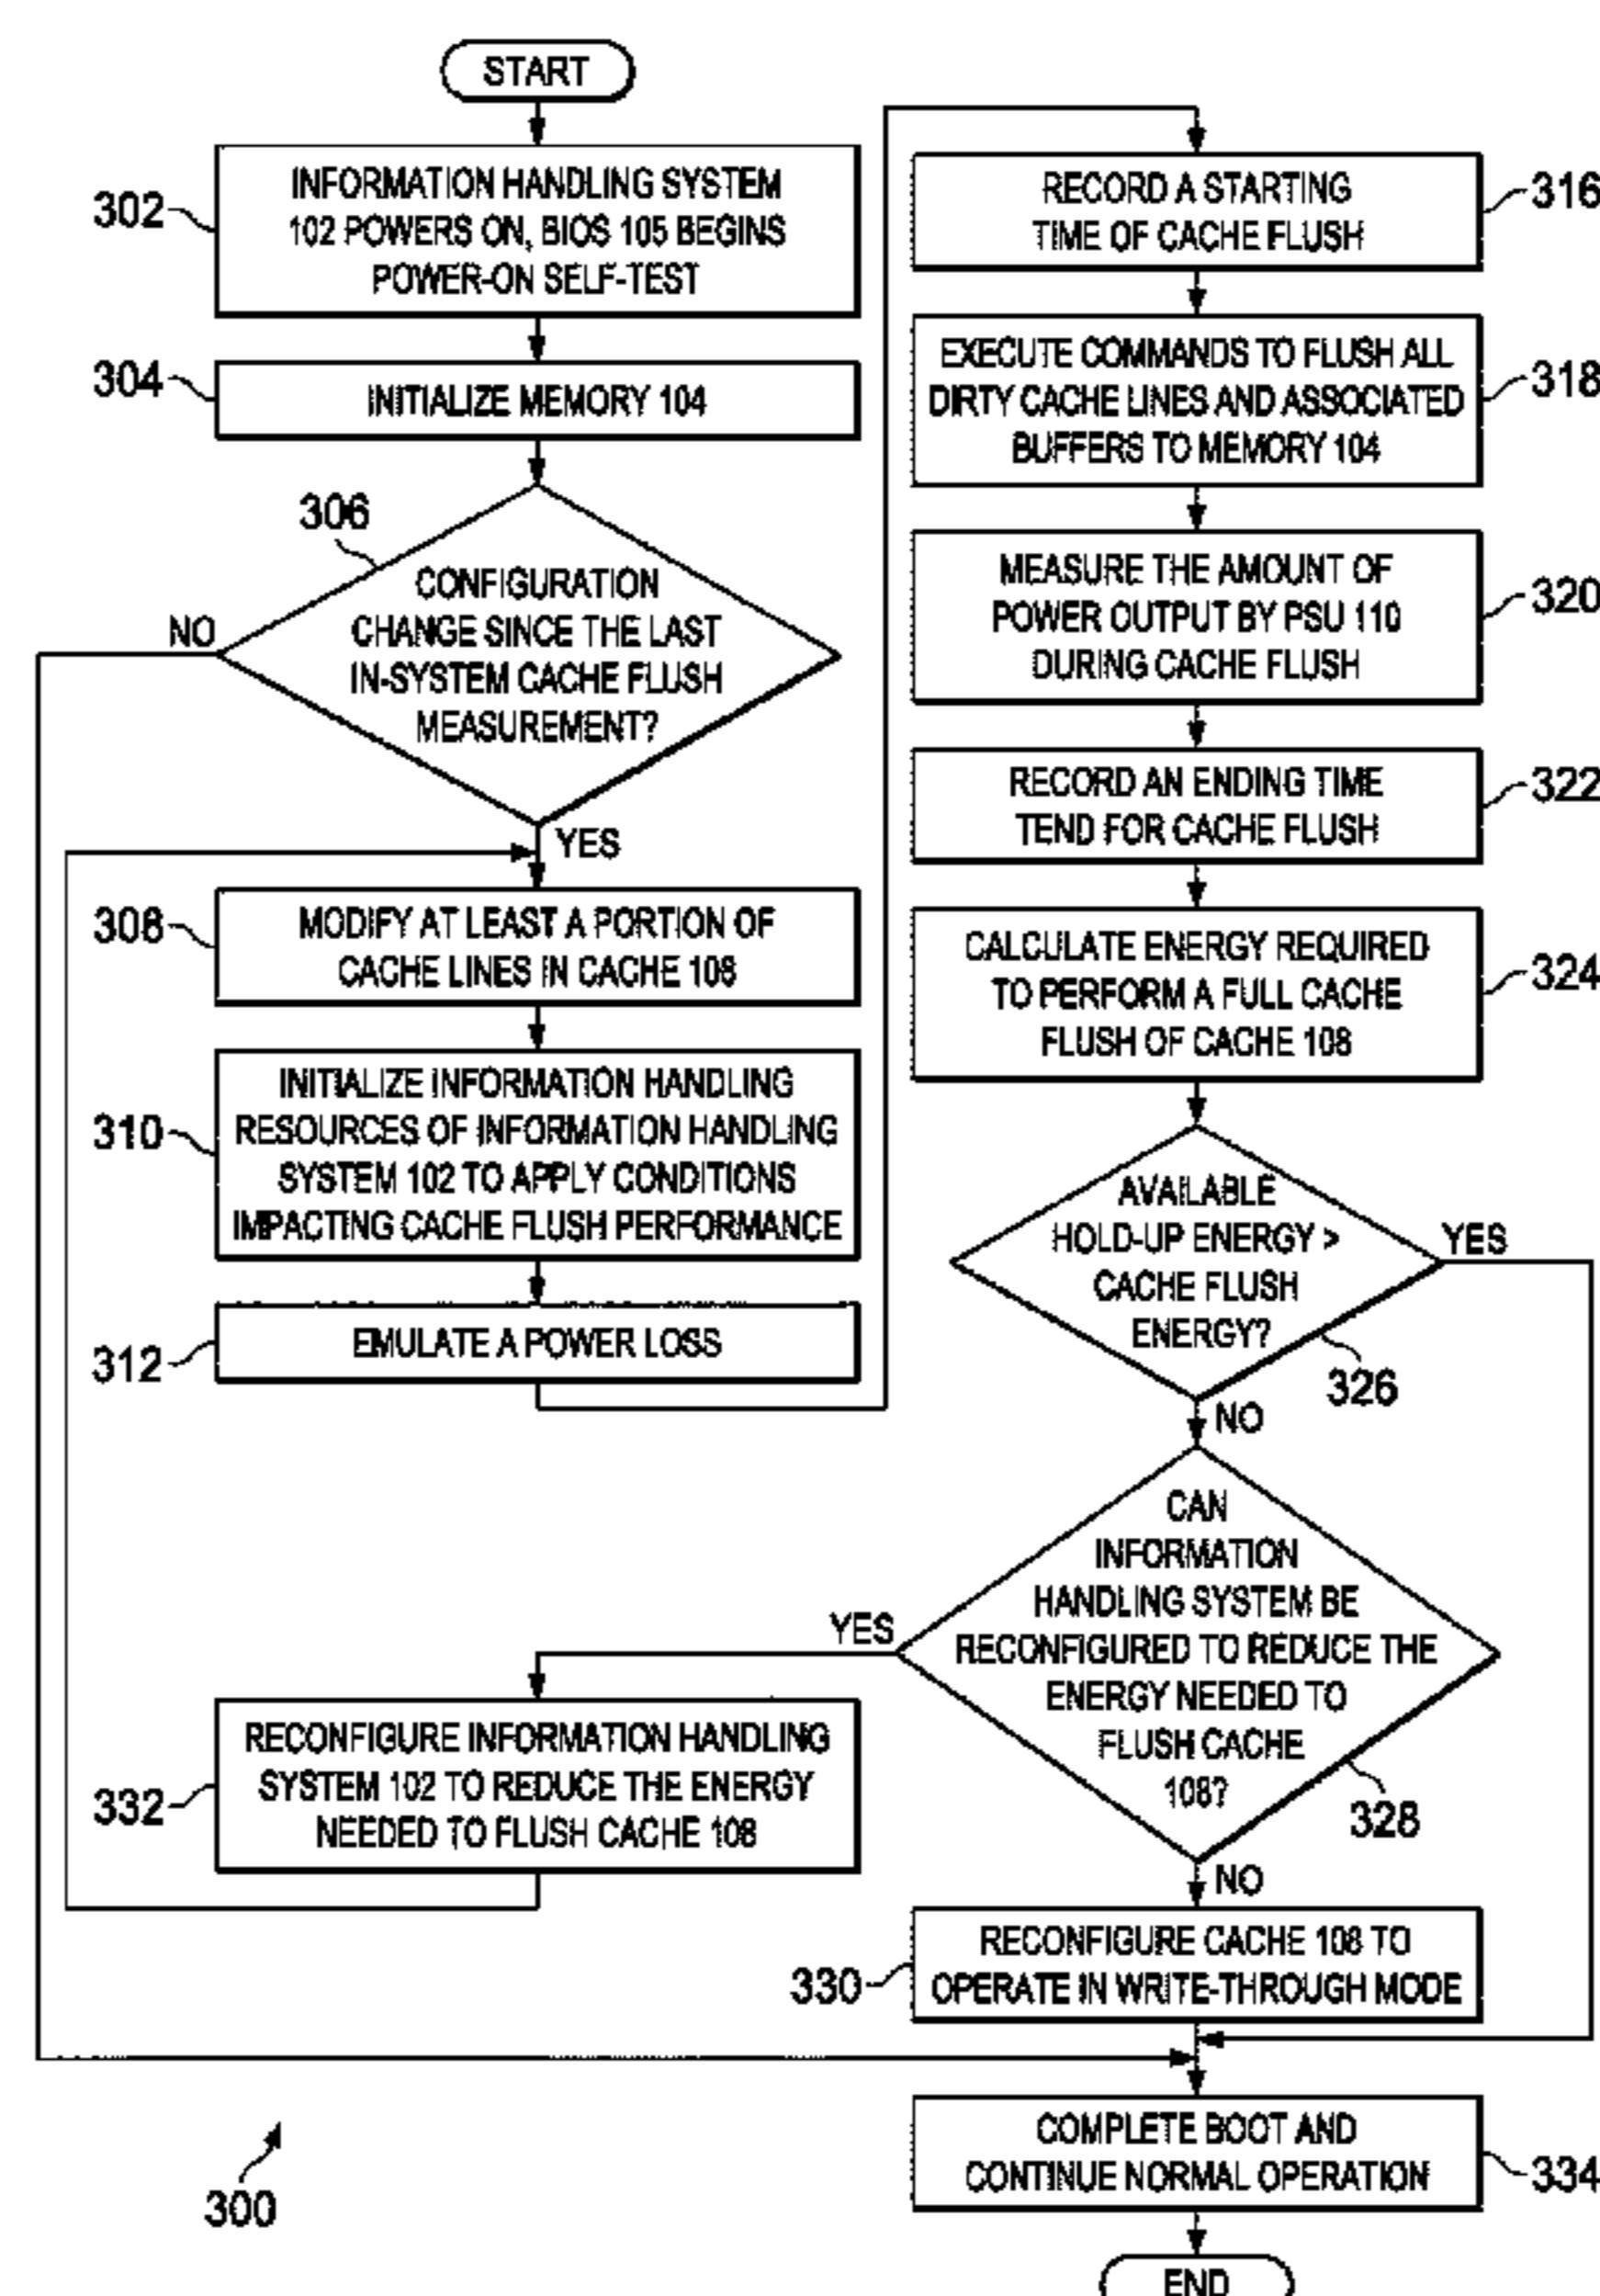 START
302
INFORMATION HANDLING SYSTEM
102 POWERS ON, BIOS 105 BEGINS
POWER-ON SELF-TEST
304
INITIALIZE MEMORY 104
306
CONFIGURATION
CHANGE SINCE THE LAST
IN-SYSTEM CACHE FLUSH
MEASUREMENT?
NO
YES
308
MODIFY AT LEAST A PORTION OF
CACHE LINES IN CACHE 108
310
INITIALIZE INFORMATION HANDLING
RESOURCES OF INFORMATION HANDLING
SYSTEM 102 TO APPLY CONDITIONS
IMPACTING CACHE FLUSH PERFORMANCE
312
EMULATE A POWER LOSS
RECORD A STARTING
TIME OF CACHE FLUSH
316
EXECUTE COMMANDS TO FLUSH ALL
DIRTY CACHE LINES AND ASSOCIATED
BUFFERS TO MEMORY 104
318
MEASURE THE AMOUNT OF
POWER OUTPUT BY PSU 110
DURING CACHE FLUSH
320
RECORD AN ENDING TIME
TEND FOR CACHE FLUSH
322
CALCULATE ENERGY REQUIRED
TO PERFORM A FULL CACHE
FLUSH OF CACHE 108
324
AVAILABLE
HOLD-UP ENERGY >
CACHE FLUSH
ENERGY?
YES
326
NO
CAN
INFORMATION
HANDLING SYSTEM BE
RECONFIGURED TO REDUCE THE
ENERGY NEEDED TO
FLUSH CACHE
108?
YES
328
NO
332
RECONFIGURE INFORMATION HANDLING
SYSTEM 102 TO REDUCE THE ENERGY
NEEDED TO FLUSH CACHE 108
330
RECONFIGURE CACHE 108 TO
OPERATE IN WRITE-THROUGH MODE
COMPLETE BOOT AND
CONTINUE NORMAL OPERATION
334
300
END